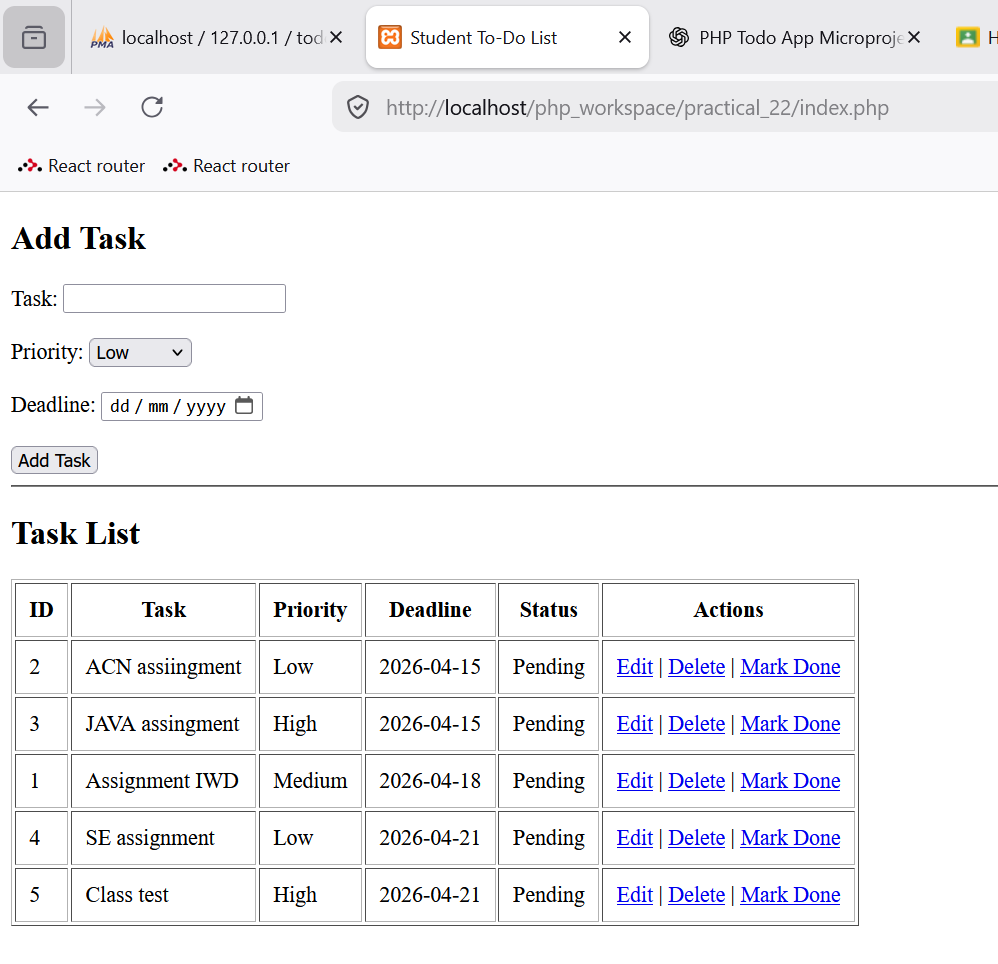 localhost / 127.0.0.1 / tod
Student To-Do List
PHP Todo App Microproje
H
http://localhost/php_workspace/practical_22/index.php
React router React router
Add Task
Task:
Priority: Low
Deadline: dd / mm / yyyy
Add Task
Task List
ID Task Priority Deadline Status Actions
2 ACN assiingment Low 2026-04-15 Pending Edit | Delete | Mark Done
3 JAVA assingment High 2026-04-15 Pending Edit | Delete | Mark Done
1 Assignment IWD Medium 2026-04-18 Pending Edit | Delete | Mark Done
4 SE assignment Low 2026-04-21 Pending Edit | Delete | Mark Done
5 Class test High 2026-04-21 Pending Edit | Delete | Mark Done